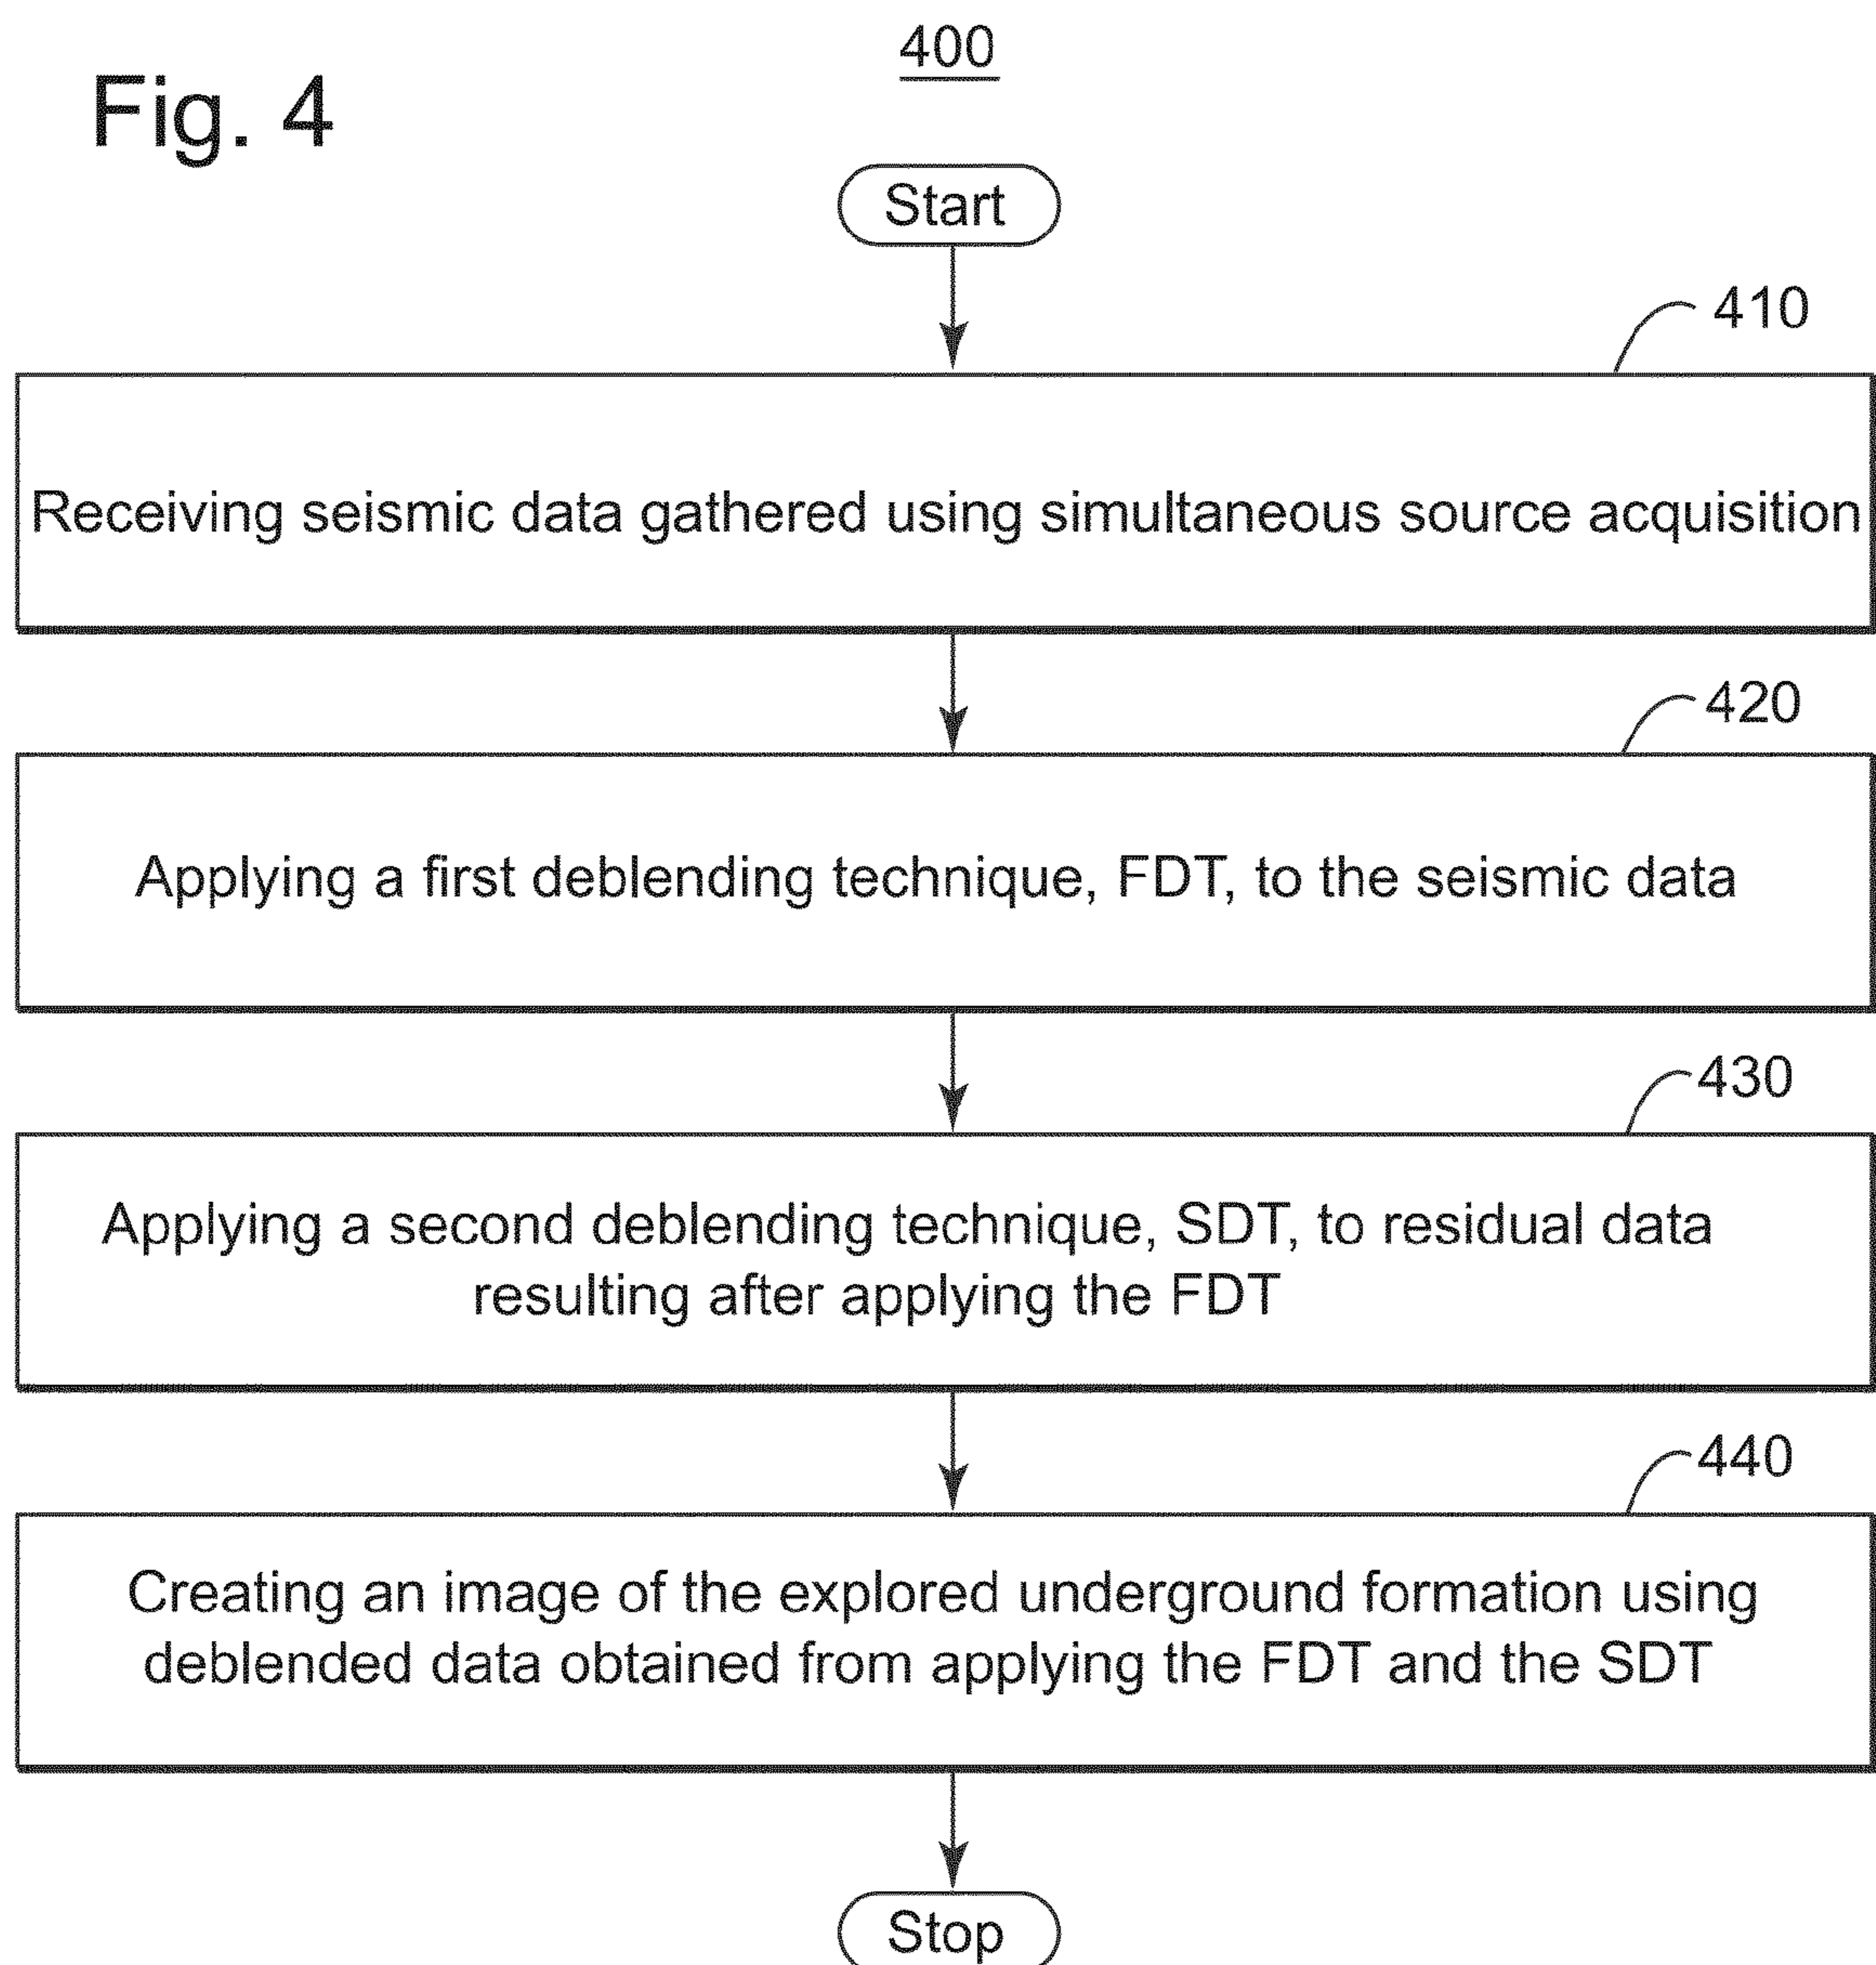 400
Fig. 4
Start
410
Receiving seismic data gathered using simultaneous source acquisition
420
Applying a first deblending technique, FDT, to the seismic data
430
Applying a second deblending technique, SDT, to residual data
resulting after applying the FDT
440
Creating an image of the explored underground formation using
deblended data obtained from applying the FDT and the SDT
Stop